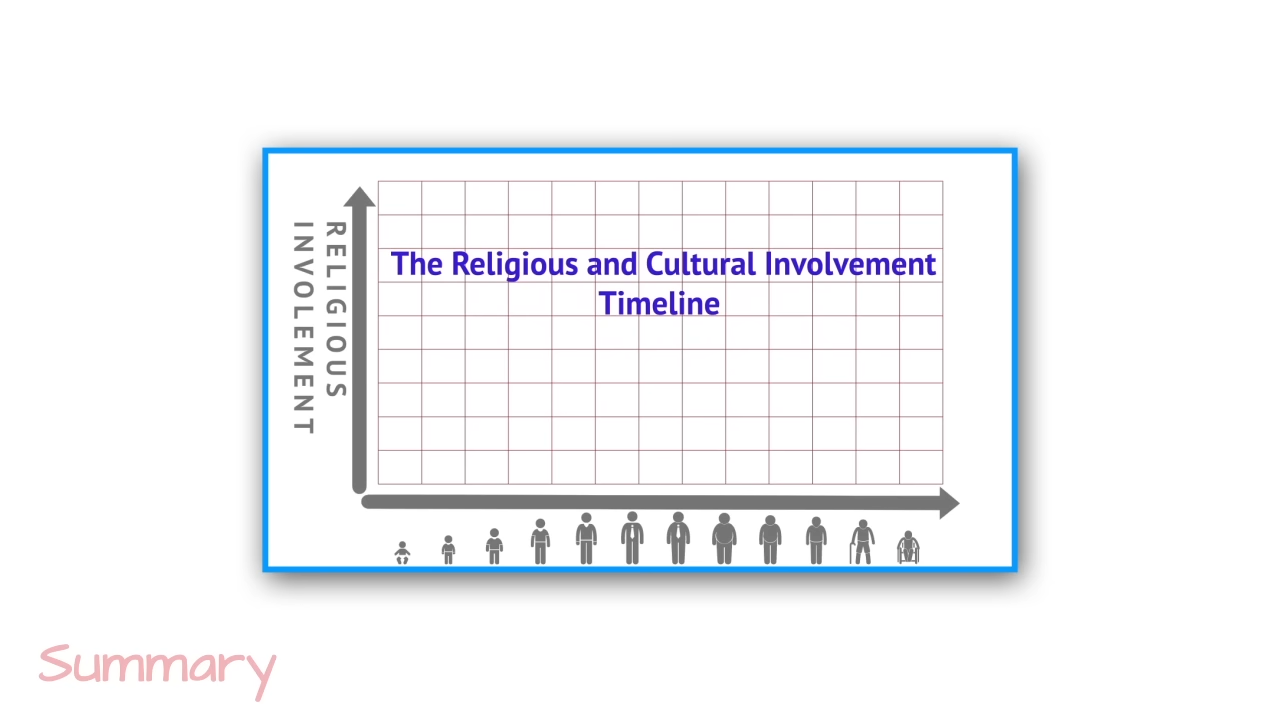 The Religious and Cultural Involvement
Timeline
RELIGIOUS
INVOLEMENT
Summary